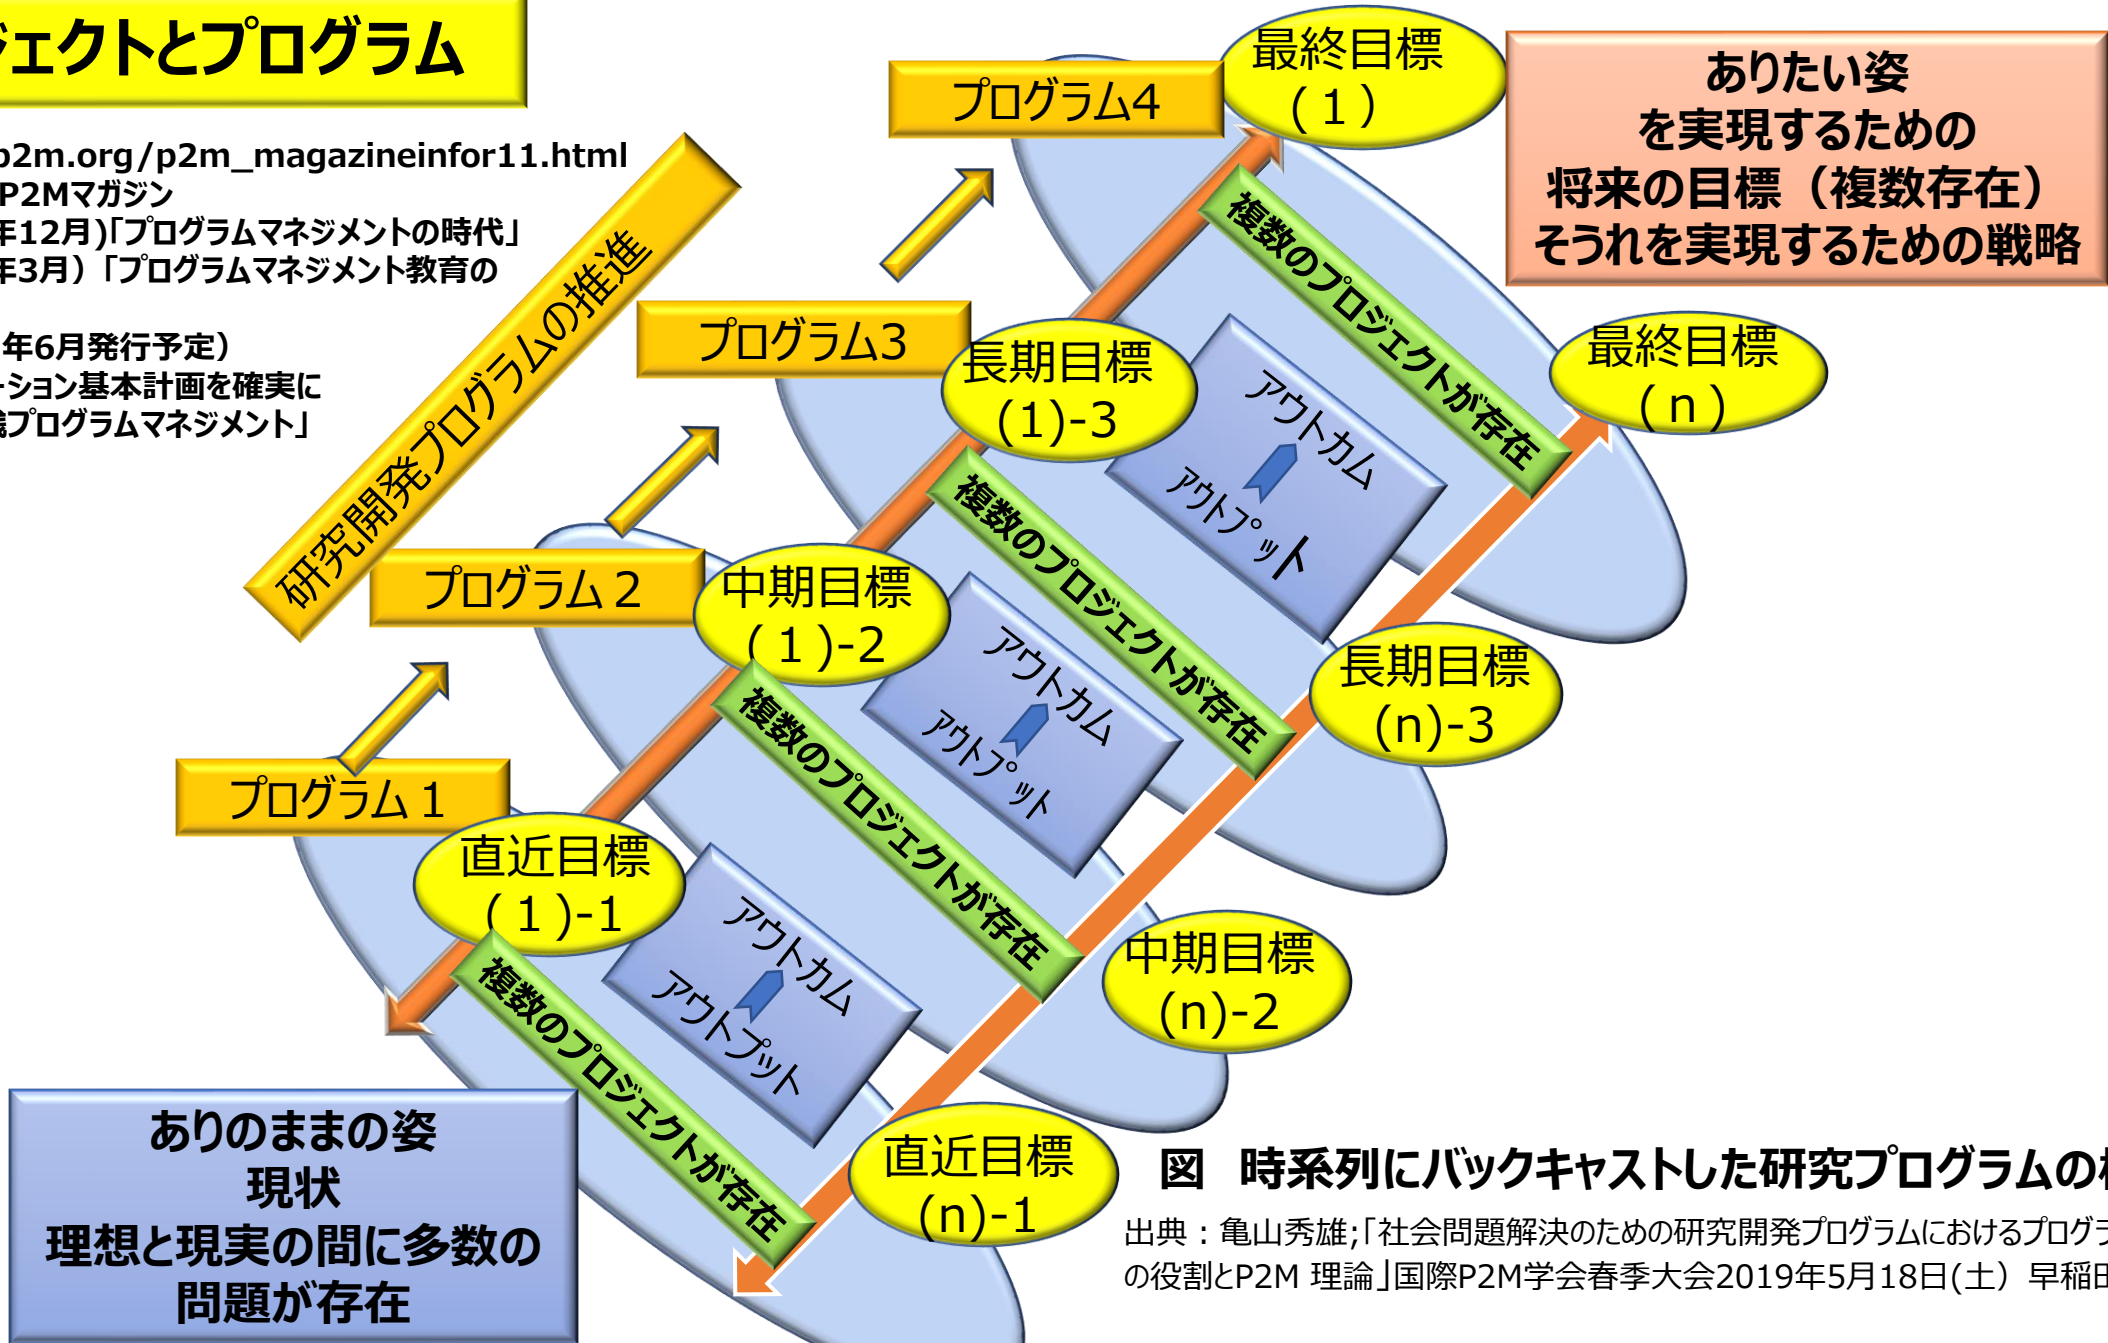 ジェクトとプログラム
p2m.org/p2m_magazineinfor11.html
P2Mマガジン
年12月)｢プログラムマネジメントの時代」
年3月）｢プログラムマネジメント教育の
年6月発行予定）
ーション基本計画を確実に
プログラムマネジメント」
研究開発プログラムの推進
プログラム4
最終目標
(１)
ありたい姿
を実現するための
将来の目標（複数存在）
そうれを実現するための戦略
複数のプロジェクトが存在
プログラム3
長期目標
(1)-3
アウトカム
アウトプット
最終目標
(ｎ)
複数のプロジェクトが存在
プログラム２
中期目標
(１)-2
アウトカム
アウトプット
長期目標
(n)-3
複数のプロジェクトが存在
プログラム１
直近目標
(１)-1
アウトカム
アウトプット
中期目標
(n)-2
複数のプロジェクトが存在
直近目標
(n)-1
ありのままの姿
現状
理想と現実の間に多数の
問題が存在
図　時系列にバックキャストした研究プログラムの
出典：亀山秀雄;｢社会問題解決のための研究開発プログラムにおけるプログラ
の役割とP2M 理論｣国際P2M学会春季大会2019年5月18日(土）早稲田